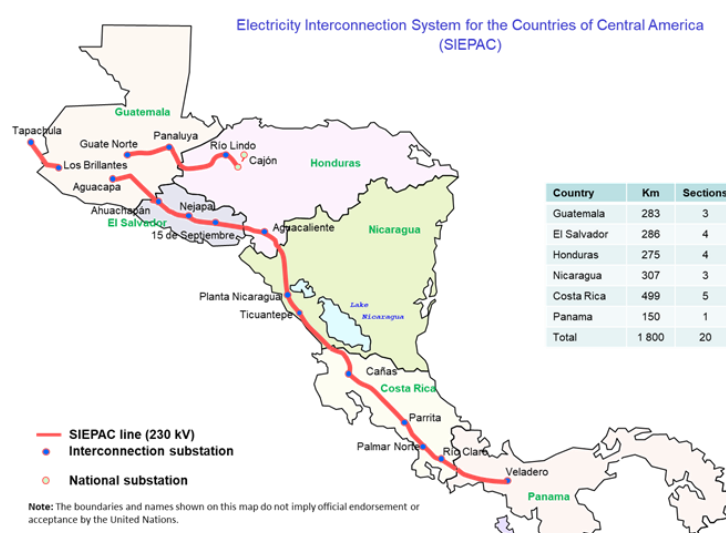 Electricity Interconnection System for the Countries of Central America
(SIEPAC)
Guatemala
Tapachula
Guate Norte
Panaluya
Río Lindo
Cajón
Los Brillantes
Honduras
Aguacapa
Ahuachapán
Nejapa
El Salvador
15 de Septiembre
Aguacaliente
Nicaragua
Planta Nicaragua
Lake
Nicaragua
Ticuantepe
Cañas
Costa Rica
Parrita
Palmar Norte
Río Claro
Veladero
Panama
Country Km Sections
Guatemala 283 3
El Salvador 286 4
Honduras 275 4
Nicaragua 307 3
Costa Rica 499 5
Panama 150 1
Total 1 800 20
SIEPAC line (230 kV)
Interconnection substation
National substation
Note: The boundaries and names shown on this map do not imply official endorsement or
acceptance by the United Nations.